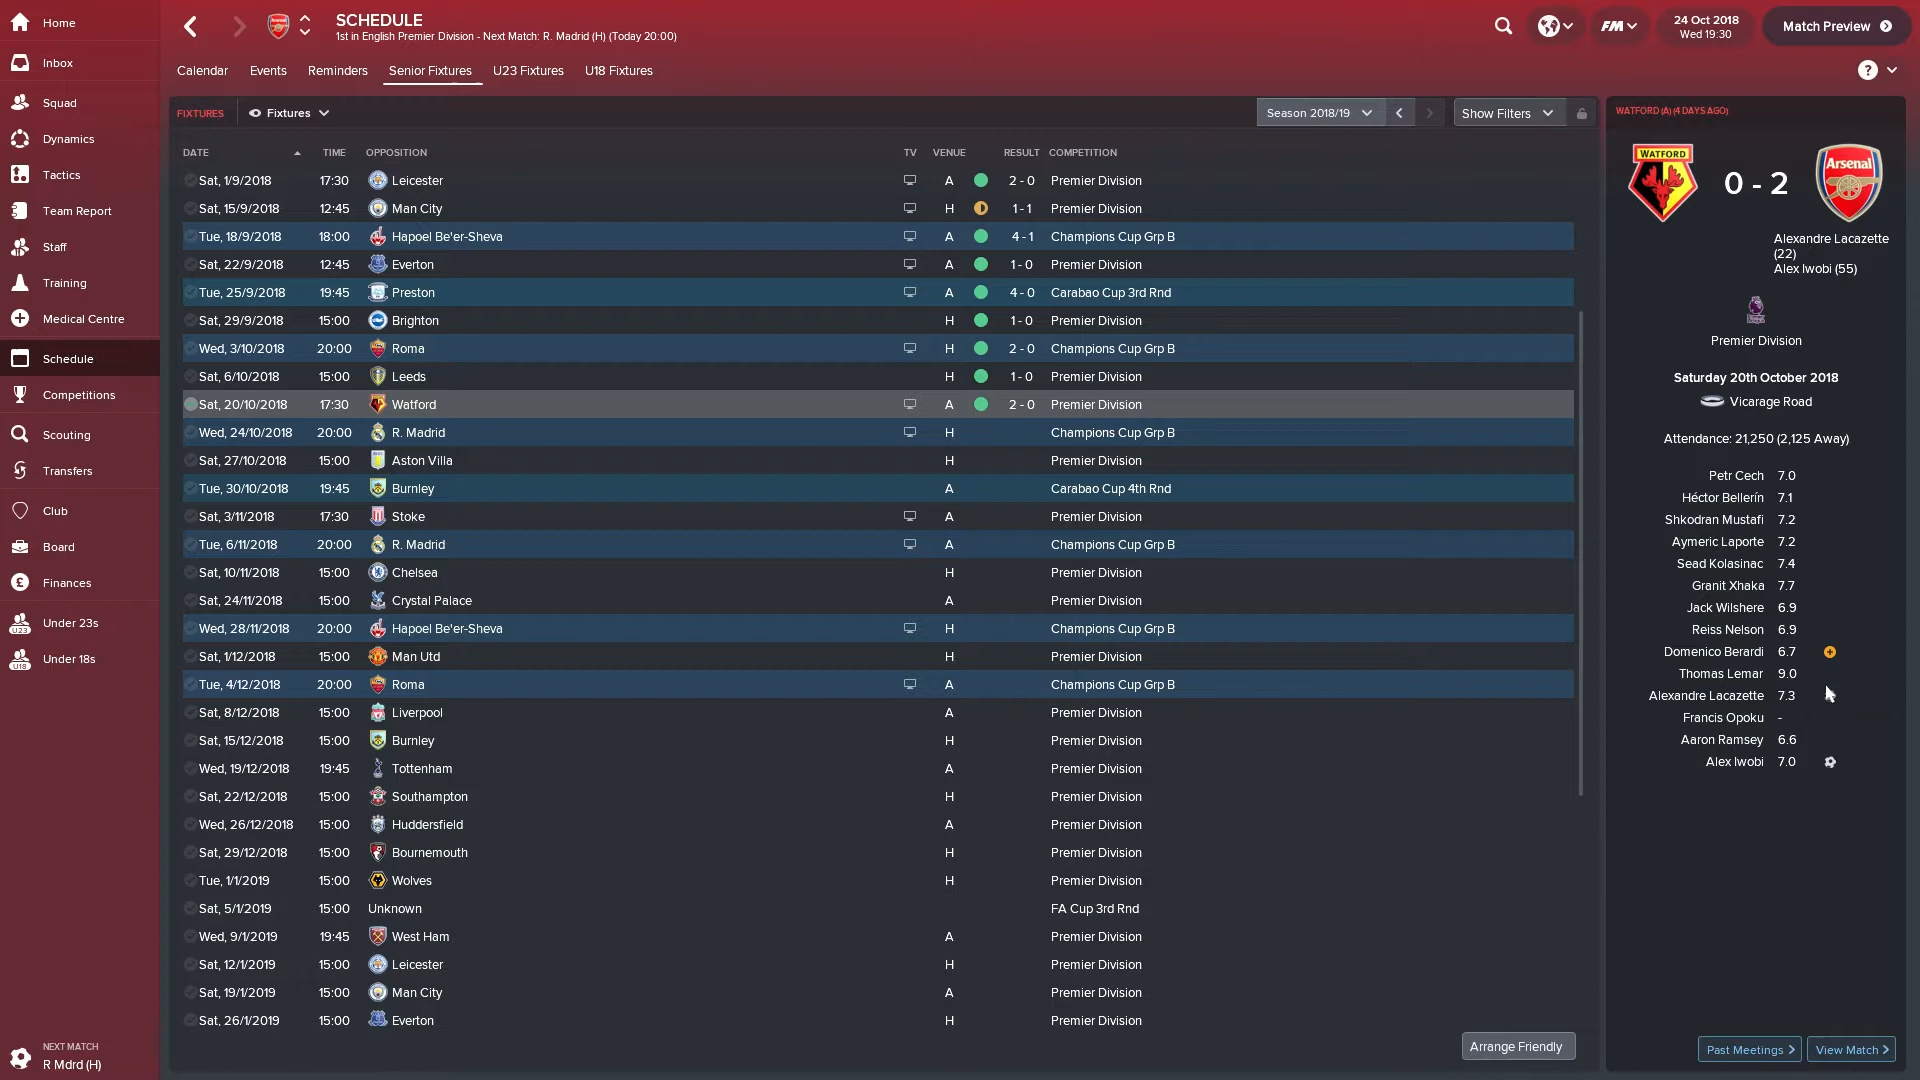 Home
Inbox
Squad
Dynamics
Tactics
Team Report
Staff
Training
Medical Centre
Schedule
Competitions
Scouting
Transfers
Club
Board
Finances
U23 Under 23s
U18 Under 18s
NEXT MATCH
R Mdrd (H)
SCHEDULE
1st in English Premier Division - Next Match: R. Madrid (H) (Today 20:00)
FM
24 Oct 2018
Wed 19:30
Match Preview
Calendar Events Reminders Senior Fixtures U23 Fixtures U18 Fixtures
?
FIXTURES Fixtures Season 2018/19 Show Filters
DATE TIME OPPOSITION TV VENUE RESULT COMPETITION
Sat, 1/9/2018 17:30 Leicester A 2 - 0 Premier Division
Sat, 15/9/2018 12:45 Man City H 1 - 1 Premier Division
Tue, 18/9/2018 18:00 Hapoel Be'er-Sheva A 4 - 1 Champions Cup Grp B
Sat, 22/9/2018 12:45 Everton A 1 - 0 Premier Division
Tue, 25/9/2018 19:45 Preston A 4 - 0 Carabao Cup 3rd Rnd
Sat, 29/9/2018 15:00 Brighton H 1 - 0 Premier Division
Wed, 3/10/2018 20:00 Roma H 2 - 0 Champions Cup Grp B
Sat, 6/10/2018 15:00 Leeds H 1 - 0 Premier Division
Sat, 20/10/2018 17:30 Watford A 2 - 0 Premier Division
Wed, 24/10/2018 20:00 R. Madrid H Champions Cup Grp B
Sat, 27/10/2018 15:00 Aston Villa H Premier Division
Tue, 30/10/2018 19:45 Burnley A Carabao Cup 4th Rnd
Sat, 3/11/2018 17:30 Stoke A Premier Division
Tue, 6/11/2018 20:00 R. Madrid A Champions Cup Grp B
Sat, 10/11/2018 15:00 Chelsea H Premier Division
Sat, 24/11/2018 15:00 Crystal Palace A Premier Division
Wed, 28/11/2018 20:00 Hapoel Be'er-Sheva H Champions Cup Grp B
Sat, 1/12/2018 15:00 Man Utd H Premier Division
Tue, 4/12/2018 20:00 Roma A Champions Cup Grp B
Sat, 8/12/2018 15:00 Liverpool A Premier Division
Sat, 15/12/2018 15:00 Burnley H Premier Division
Wed, 19/12/2018 19:45 Tottenham A Premier Division
Sat, 22/12/2018 15:00 Southampton H Premier Division
Wed, 26/12/2018 15:00 Huddersfield A Premier Division
Sat, 29/12/2018 15:00 Bournemouth H Premier Division
Tue, 1/1/2019 15:00 Wolves H Premier Division
Sat, 5/1/2019 15:00 Unknown FA Cup 3rd Rnd
Wed, 9/1/2019 19:45 West Ham A Premier Division
Sat, 12/1/2019 15:00 Leicester H Premier Division
Sat, 19/1/2019 15:00 Man City A Premier Division
Sat, 26/1/2019 15:00 Everton H Premier Division
Arrange Friendly
WATFORD (A) (4 DAYS AGO)
WATFORD 0 - 2 Arsenal
Alexandre Lacazette
(22)
Alex Iwobi (55)
Premier Division
Saturday 20th October 2018
Vicarage Road
Attendance: 21,250 (2,125 Away)
Petr Cech 7.0
Héctor Bellerín 7.1
Shkodran Mustafi 7.2
Aymeric Laporte 7.2
Sead Kolasinac 7.4
Granit Xhaka 7.7
Jack Wilshere 6.9
Reiss Nelson 6.9
Domenico Berardi 6.7
Thomas Lemar 9.0
Alexandre Lacazette 7.3
Francis Opoku -
Aaron Ramsey 6.6
Alex Iwobi 7.0
Past Meetings View Match